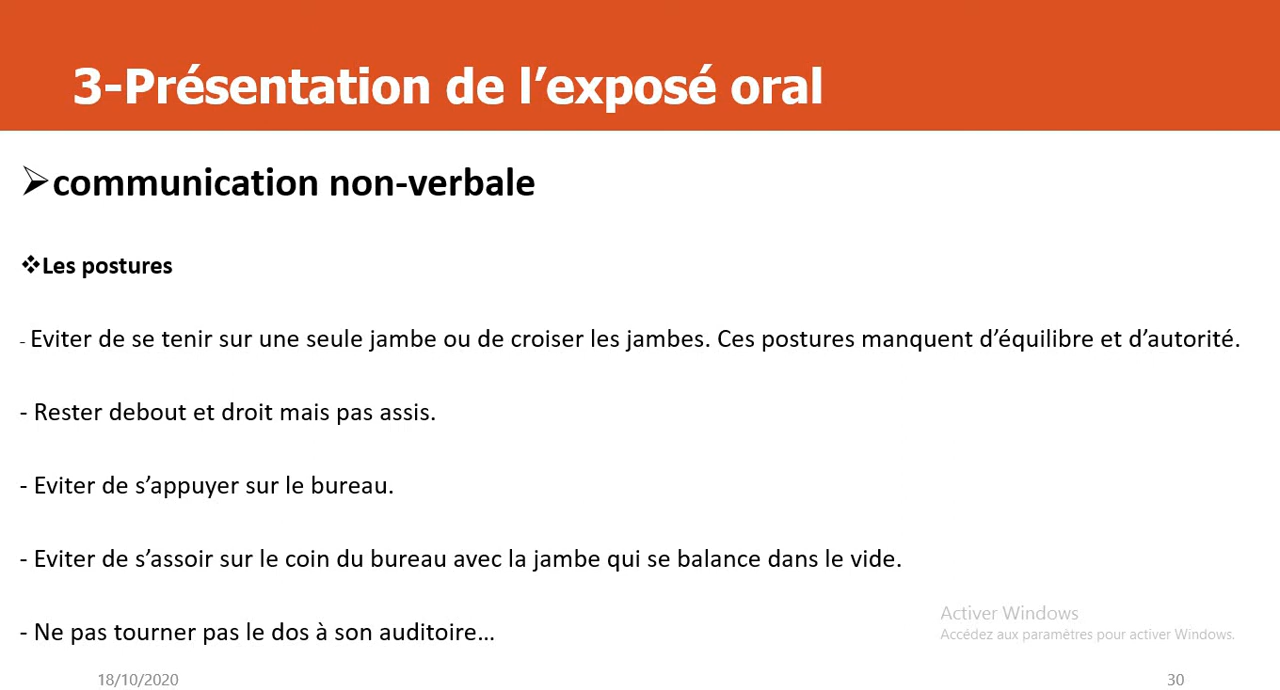 3-Présentation de l’exposé oral
➢communication non-verbale
❖Les postures
- Eviter de se tenir sur une seule jambe ou de croiser les jambes. Ces postures manquent d’équilibre et d’autorité.
- Rester debout et droit mais pas assis.
- Eviter de s’appuyer sur le bureau.
- Eviter de s’assoir sur le coin du bureau avec la jambe qui se balance dans le vide.
- Ne pas tourner pas le dos à son auditoire…
Activer Windows
Accédez aux paramètres pour activer Windows.
18/10/2020
30